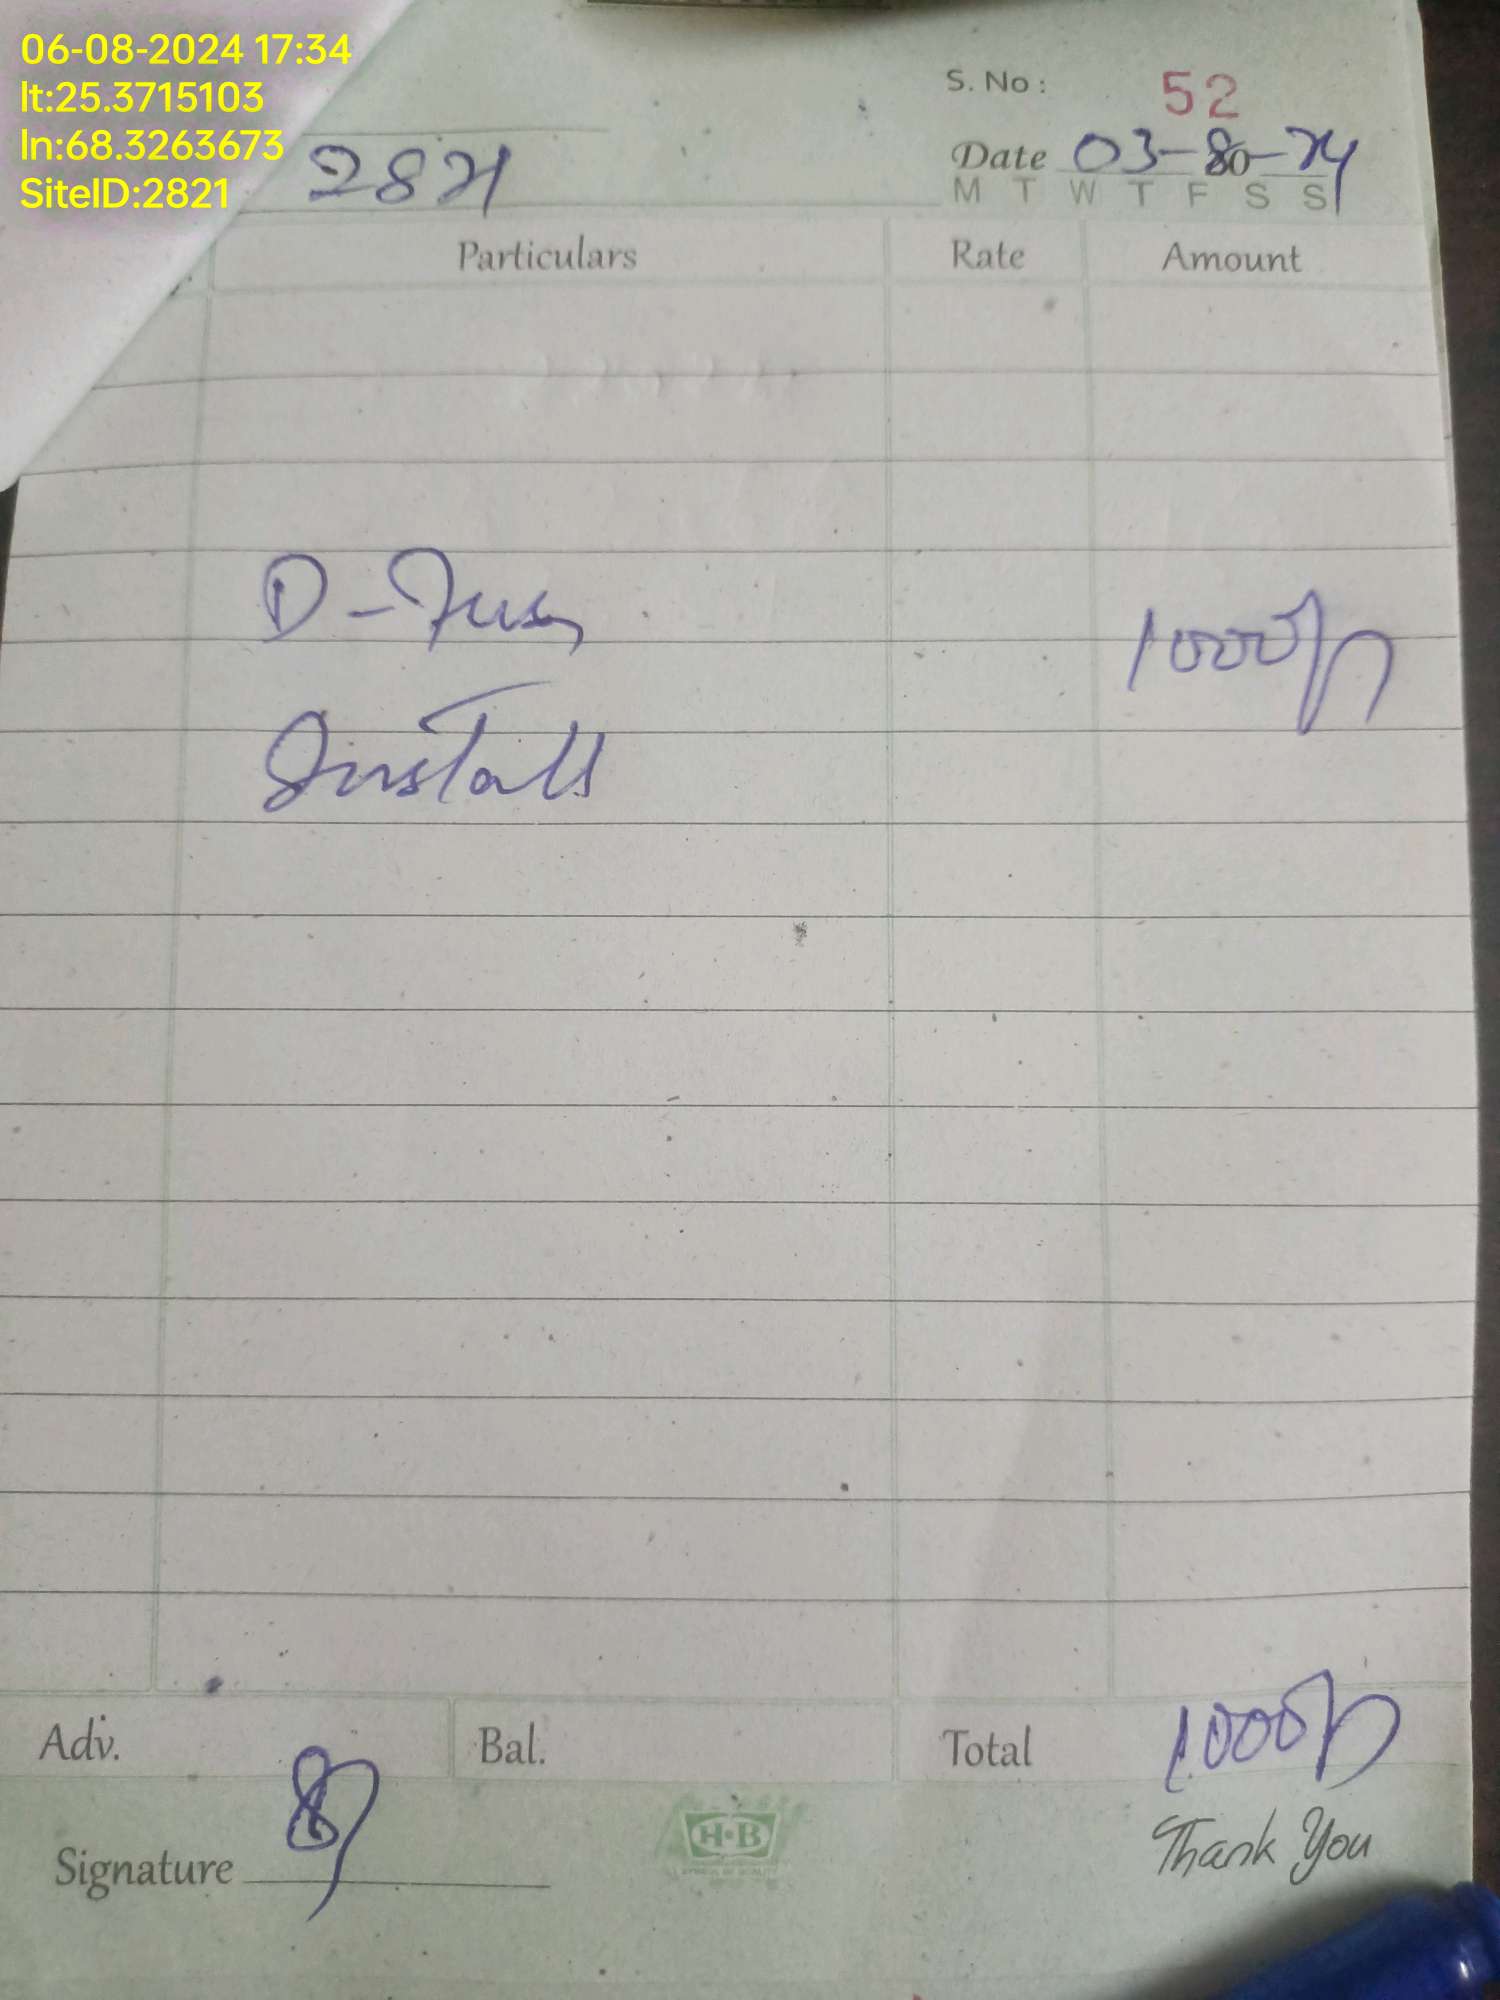 06-08-2024 17:34
lt:25.3715103
ln:68.3263673
SiteID:2821
S. No : 52
2821
Date 03-80-24
M T W T F S S
Particulars Rate Amount
D-Fuse 1000/=
Install
Adv. Bal. Total 1000/=
Signature
H·B
Thank You